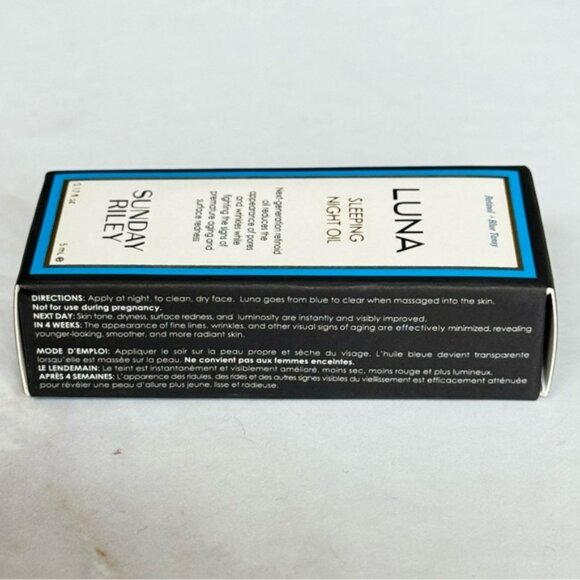 Retinol + Blue Tansy
LUNA
SLEEPING
NIGHT OIL
Next-generation retinoid
oil reduces the
appearance of pores
and wrinkles while
fighting the signs of
premature aging and
surface redness
SUNDAY
RILEY
0.17 fl oz
5 mL e
DIRECTIONS: Apply at night, to clean, dry face. Luna goes from blue to clear when massaged into the skin.
Not for use during pregnancy.
NEXT DAY: Skin tone, dryness, surface redness, and luminosity are instantly and visibly improved.
IN 4 WEEKS: The appearance of fine lines, wrinkles, and other visual signs of aging are effectively minimized, revealing
younger-looking, smoother, and more radiant skin.
MODE D'EMPLOI: Appliquer le soir sur la peau propre et sèche du visage. L'huile bleue devient transparente
lorsqu'elle est massée sur la peau. Ne convient pas aux femmes enceintes.
LE LENDEMAIN: Le teint est instantanément et visiblement amélioré, moins sec, moins rouge et plus lumineux.
APRÈS 4 SEMAINES: L'apparence des ridules, des rides et des autres signes visibles du vieillissement est efficacement atténuée
pour révéler une peau d'allure plus jeune, lisse et radieuse.